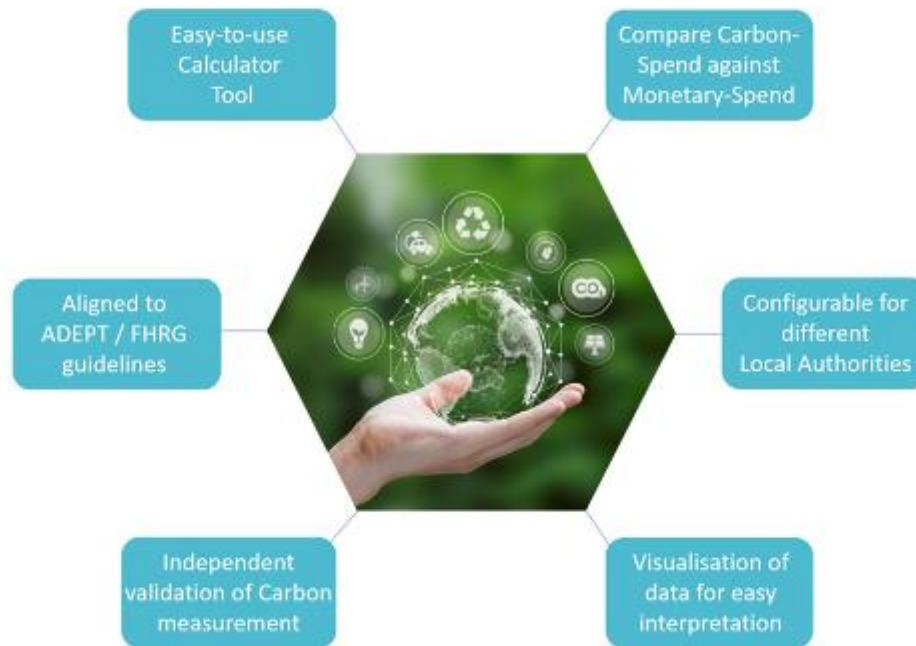 Easy-to-use
Calculator
Tool
Compare Carbon-
Spend against
Monetary-Spend
Aligned to
ADEPT / FHRG
guidelines
CO₂
Configurable for
different
Local Authorities
Independent
validation of Carbon
measurement
Visualisation of
data for easy
interpretation